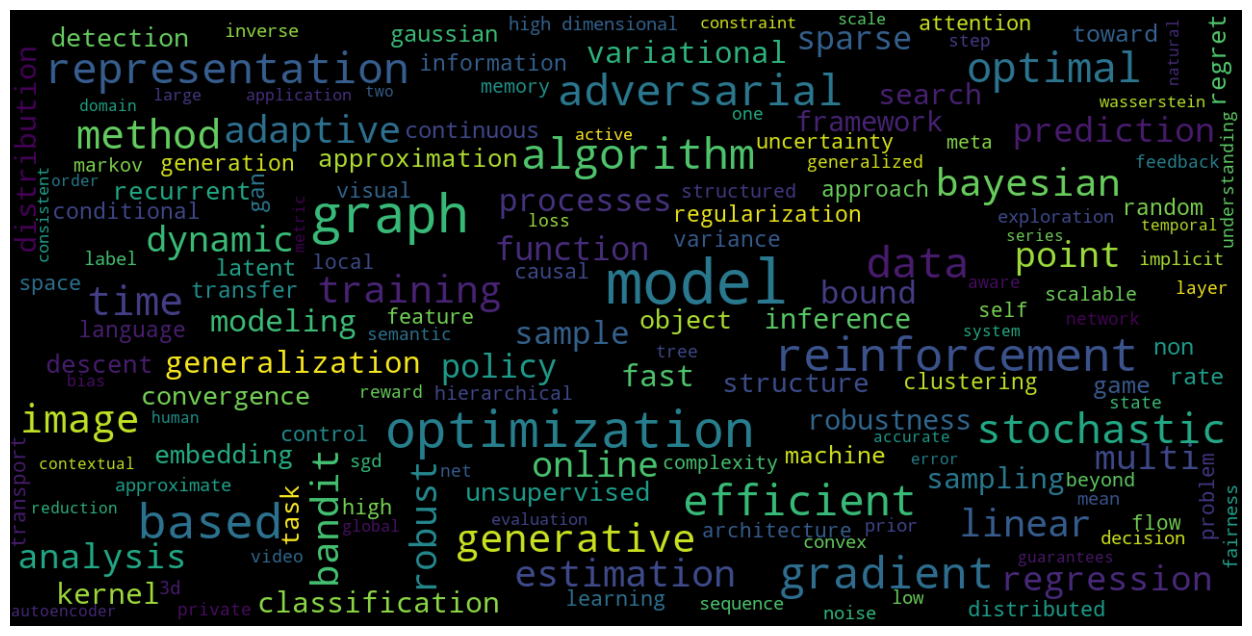 detection
inverse
gaussian
high dimensional
constraint
scale
attention
step
toward
natural
regret
representation
information
variational
sparse
optimal
distribution
domain
large
application
two
memory
adversarial
search
wasserstein
method
adaptive
continuous
active
one
uncertainty
framework
meta
prediction
markov
generation
approximation
algorithm
generalized
feedback
understanding
consistent
order
recurrent
gan
visual
structured
approach
bayesian
conditional
metric
graph
processes
loss
regularization
exploration
random
temporal
dynamic
function
variance
series
point
implicit
label
latent
local
causal
model
data
aware
space
time
transfer
training
bound
scalable
layer
language
modeling
feature
semantic
sample
object
inference
self
system
network
descent
bias
generalization
policy
tree
fast
reinforcement
non
convergence
reward
hierarchical
structure
clustering
game
rate
state
image
human
control
optimization
robustness
accurate
stochastic
transport
contextual
embedding
bandit
sgd
robust
net
online
complexity
machine
error
multi
approximate
task
high
unsupervised
sampling
beyond
mean
problem
reduction
based
global
evaluation
efficient
architecture
prior
linear
flow
decision
fairness
analysis
video
generative
convex
guarantees
kernel
3d
estimation
gradient
regression
autoencoder
private
classification
learning
sequence
noise
low
distributed